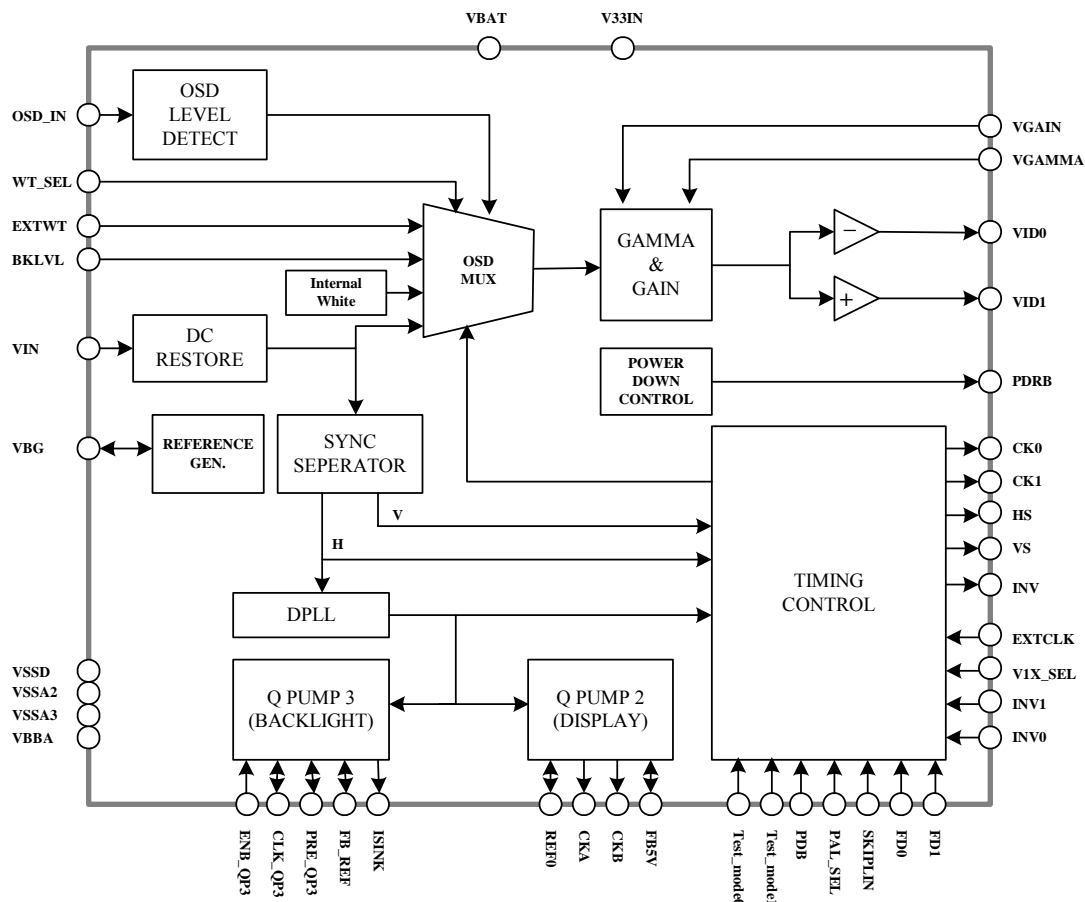 VBAT
V33IN
OSD_IN
OSD
LEVEL
DETECT
VGAIN
VGAMMA
WT_SEL
EXTWT
BKLVL
OSD
MUX
GAMMA
&
GAIN
−
VID0
Internal
White
+
VID1
VIN
DC
RESTORE
POWER
DOWN
CONTROL
PDRB
VBG
REFERENCE
GEN.
SYNC
SEPERATOR
CK0
CK1
V
HS
H
VS
TIMING
CONTROL
INV
DPLL
EXTCLK
VSSD
V1X_SEL
VSSA2
Q PUMP 3
(BACKLIGHT)
Q PUMP 2
(DISPLAY)
INV1
VSSA3
VBBA
INV0
ENB_QP3
CLK_QP3
PRE_QP3
FB_REF
ISINK
REF0
CKA
CKB
FB5V
PDB
PAL_SEL
SKIPLIN
FD0
FD1